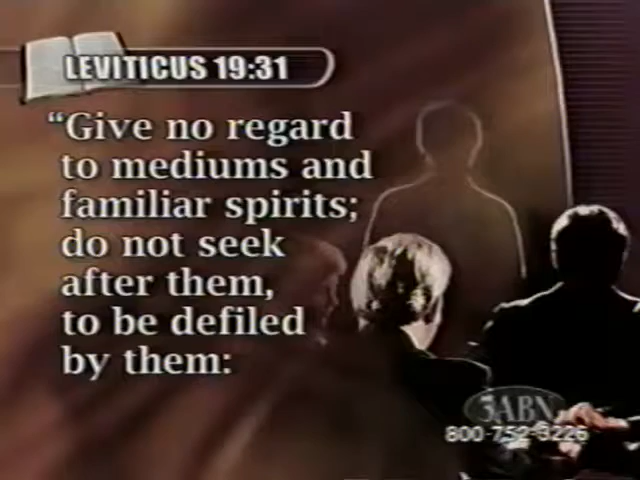 LEVITICUS 19:31
“Give no regard
to mediums and
familiar spirits;
do not seek
after them,
to be defiled
by them:
3ABN
800-752-3226